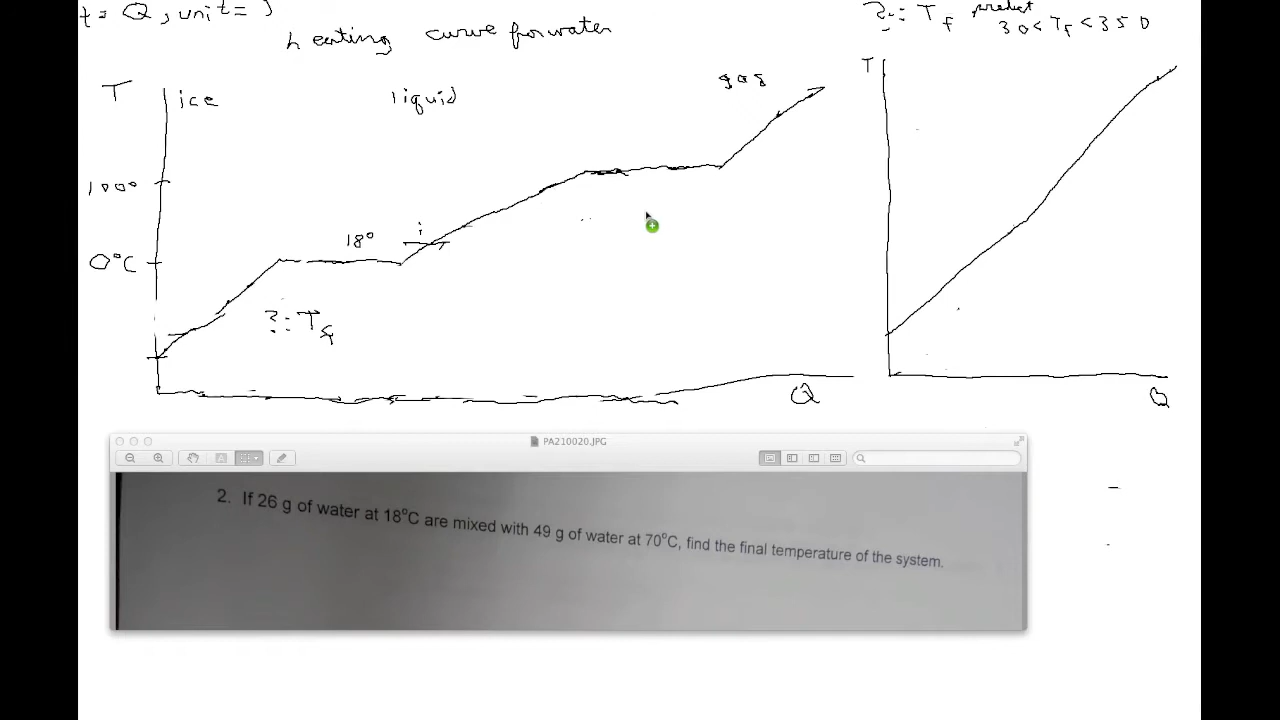 t= Q, unit= J
heating curve for water
?:: Tf predict
30 < Tf < 350
T
ice
liquid
gas
T
100°
18°
i
0°C
?:: Tf
Q
Q
PA210020.JPG
2. If 26 g of water at 18°C are mixed with 49 g of water at 70°C, find the final temperature of the system.